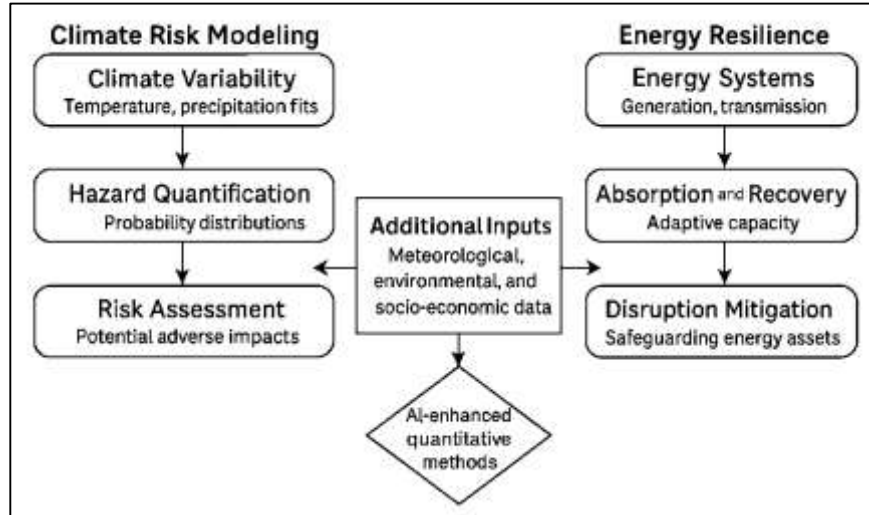 Climate Risk Modeling
Climate Variability
Temperature, precipitation fits
Hazard Quantification
Probability distributions
Risk Assessment
Potential adverse impacts
Additional Inputs
Meteorological,
environmental, and
socio-economic data
AI-enhanced
quantitative
methods
Energy Resilience
Energy Systems
Generation, transmission
Absorption and Recovery
Adaptive capacity
Disruption Mitigation
Safeguarding energy assets